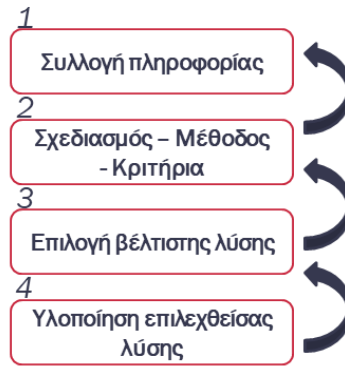 1
Συλλογή πληροφορίας
2
Σχεδιασμός – Μέθοδος
- Κριτήρια
3
Επιλογή βέλτιστης λύσης
4
Υλοποίηση επιλεχθείσας
λύσης